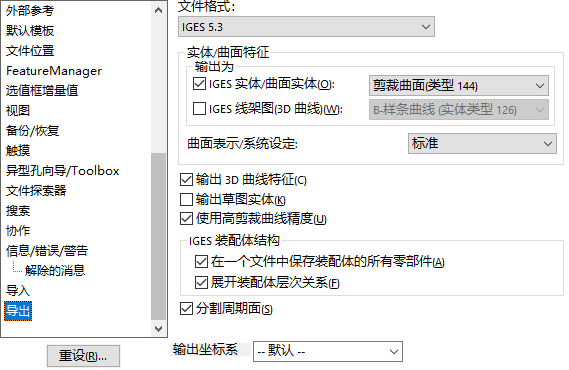 外部参考
默认模板
文件位置
FeatureManager
选值框增量值
视图
备份/恢复
触摸
异型孔向导/Toolbox
文件探索器
搜索
协作
信息/错误/警告
解除的消息
导入
导出
重设(R)...
文件格式:
IGES 5.3
实体/曲面特征
输出为
IGES 实体/曲面实体(O): 剪裁曲面(类型 144)
IGES 线架图(3D 曲线)(W): B-样条曲线 (实体类型 126)
曲面表示/系统设定: 标准
输出 3D 曲线特征(C)
输出草图实体(K)
使用高剪裁曲线精度(U)
IGES 装配体结构
在一个文件中保存装配体的所有零部件(A)
展开装配体层次关系(F)
分割周期面(S)
输出坐标系 -- 默认 --